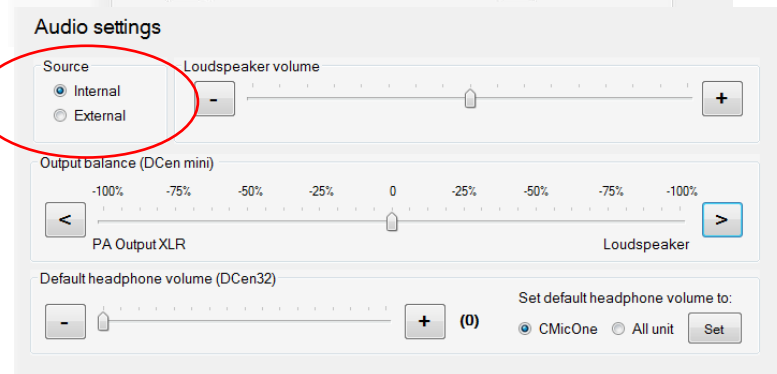 Audio settings
Source
Internal
External
Loudspeaker volume
-
+
Output balance (DCen mini)
-100% -75% -50% -25% 0 -25% -50% -75% -100%
< >
PA Output XLR Loudspeaker
Default headphone volume (DCen32)
- + (0)
Set default headphone volume to:
CMicOne All unit Set